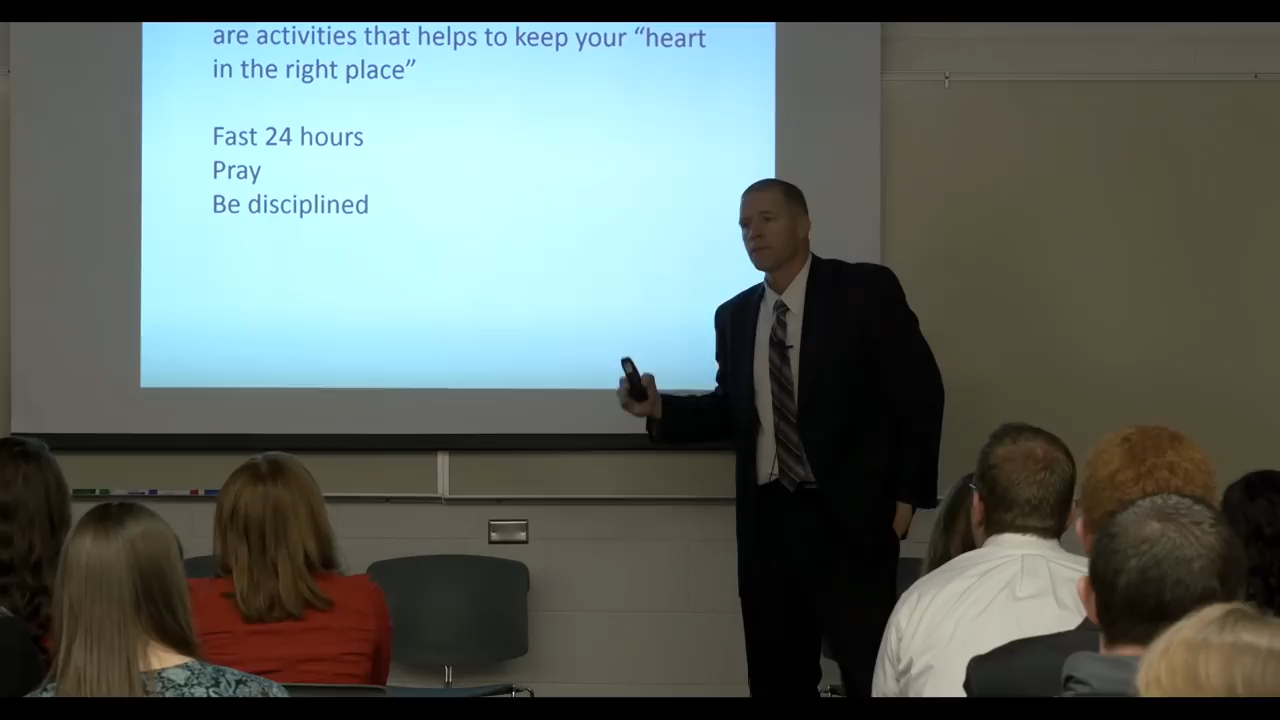 are activities that helps to keep your “heart
in the right place”
Fast 24 hours
Pray
Be disciplined